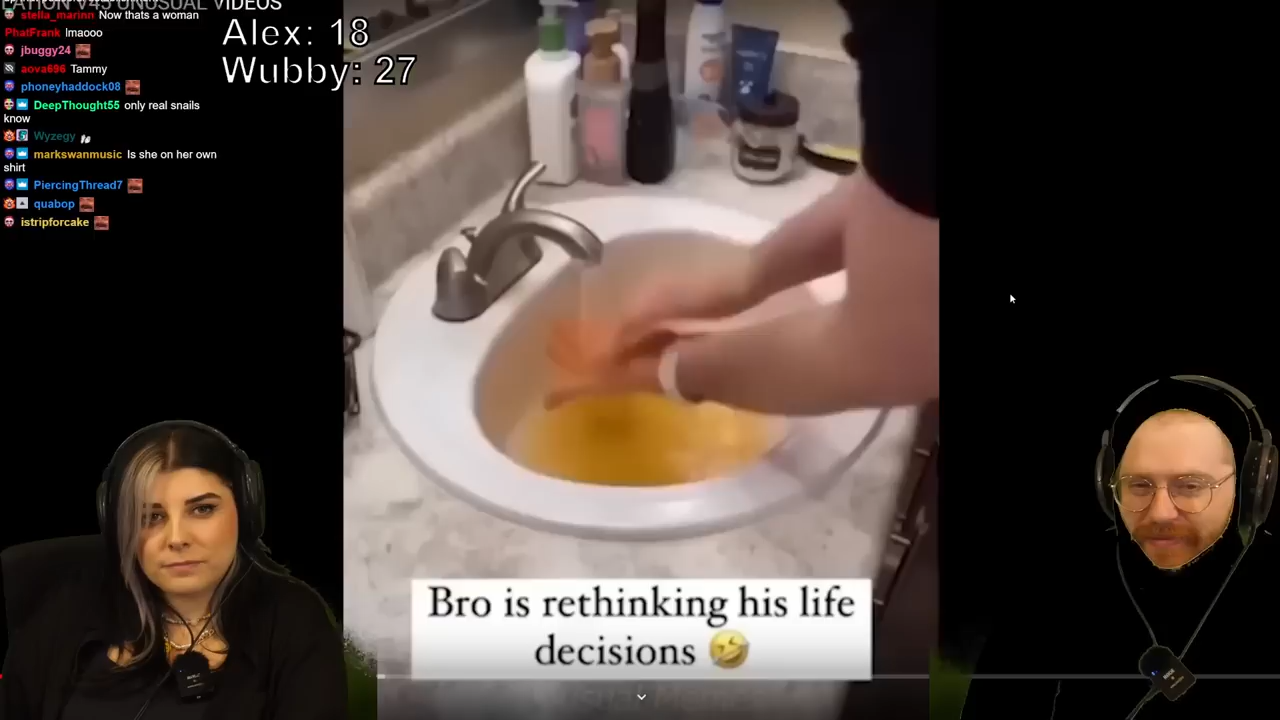 UNUSUAL VIDEOS
stella_marinn Now thats a woman
PhatFrank lmaooo
jbuggy24
aova696 Tammy
phoneyhaddock08
DeepThought55 only real snails
know
Wyzegy
markswanmusic Is she on her own
shirt
PiercingThread7
quabop
istripforcake
Alex: 18
Wubby: 27
Bro is rethinking his life
decisions 🤣